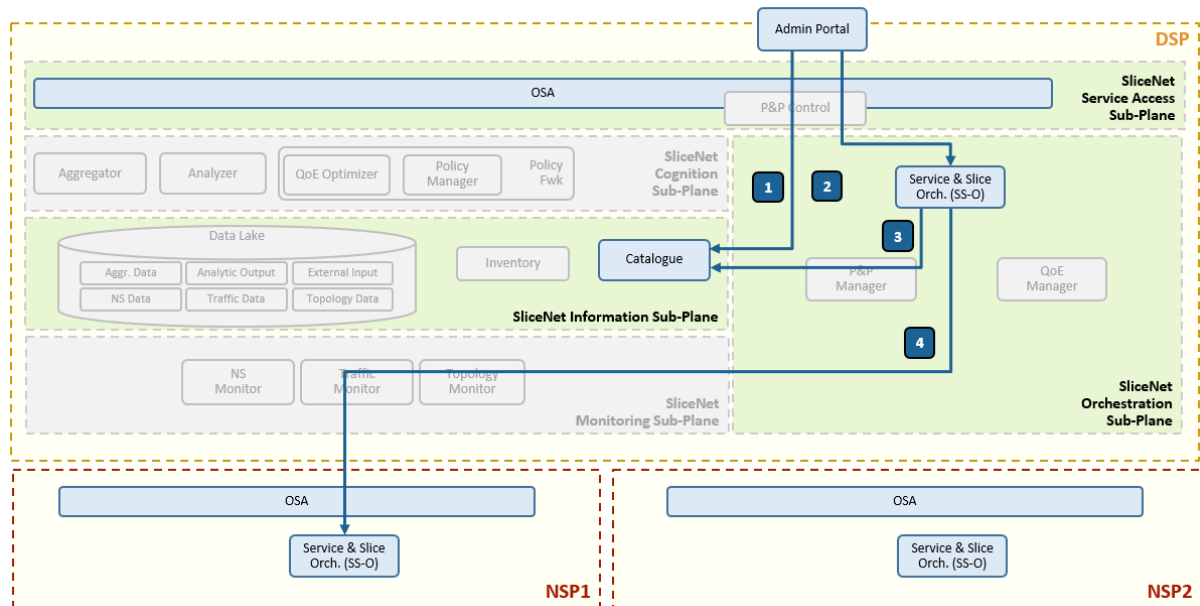 Admin Portal
DSP
OSA
P&P Control
SliceNet
Service Access
Sub-Plane
Aggregator
Analyzer
QoE Optimizer
Policy
Manager
Policy
Fwk
SliceNet
Cognition
Sub-Plane
1
2
Service & Slice
Orch. (SS-O)
3
Data Lake
Aggr. Data
Analytic Output
External Input
NS Data
Traffic Data
Topology Data
Inventory
Catalogue
SliceNet Information Sub-Plane
P&P
Manager
QoE
Manager
4
NS
Monitor
Traffic
Monitor
Topology
Monitor
SliceNet
Monitoring Sub-Plane
SliceNet
Orchestration
Sub-Plane
OSA
Service & Slice
Orch. (SS-O)
NSP1
OSA
Service & Slice
Orch. (SS-O)
NSP2